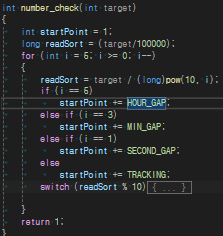 int number_check(int target)
{
int startPoint = 1;
long readSort = (target/100000);
for (int i = 5; i >= 0; i--)
{
readSort = target / (long)pow(10, i);
if (i == 5)
startPoint += HOUR_GAP;
else if (i == 3)
startPoint += MIN_GAP;
else if (i == 1)
startPoint += SECOND_GAP;
else
startPoint += TRACKING;
switch (readSort % 10) { ... }
}
return 1;